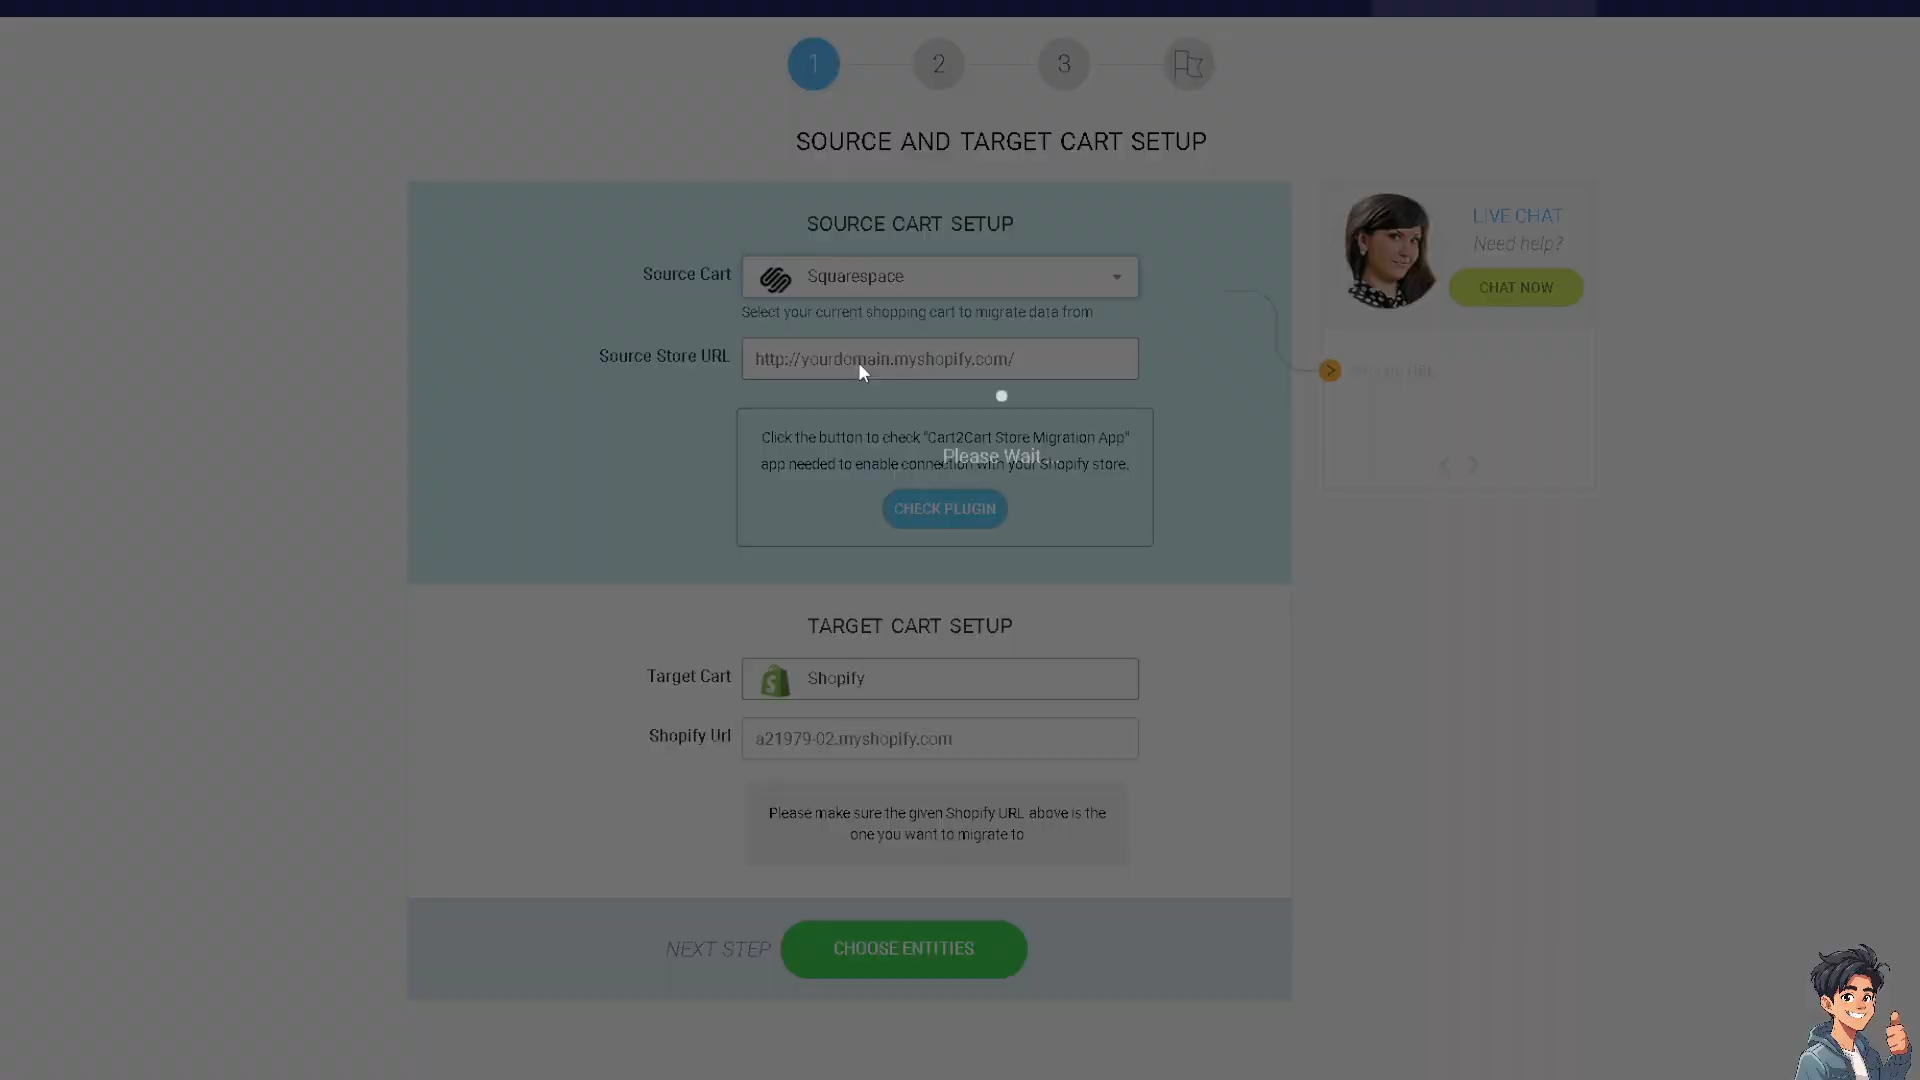 1
2
3
SOURCE AND TARGET CART SETUP
SOURCE CART SETUP
Source Cart
Squarespace
Select your current shopping cart to migrate data from
Source Store URL
http://yourdomain.myshopify.com/
Click the button to check "Cart2Cart Store Migration App"
app needed to enable connection with your Shopify store.
Please Wait...
CHECK PLUGIN
TARGET CART SETUP
Target Cart
Shopify
Shopify Url
a21979-02.myshopify.com
Please make sure the given Shopify URL above is the
one you want to migrate to
NEXT STEP
CHOOSE ENTITIES
LIVE CHAT
Need help?
CHAT NOW